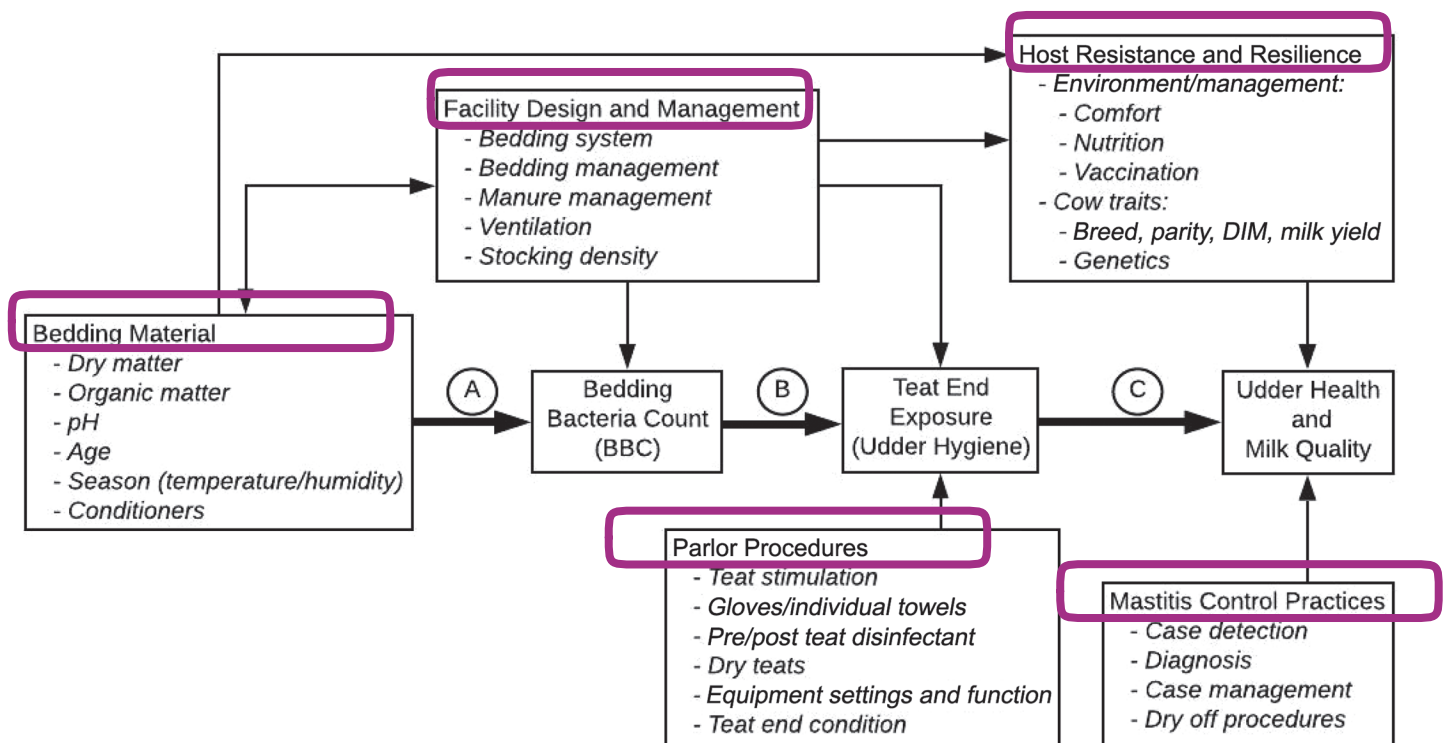 Host Resistance and Resilience
- Environment/management:
- Comfort
- Nutrition
- Vaccination
- Cow traits:
- Breed, parity, DIM, milk yield
- Genetics
Facility Design and Management
- Bedding system
- Bedding management
- Manure management
- Ventilation
- Stocking density
Bedding Material
- Dry matter
- Organic matter
- pH
- Age
- Season (temperature/humidity)
- Conditioners
A
Bedding
Bacteria Count
(BBC)
B
Teat End
Exposure
(Udder Hygiene)
C
Udder Health
and
Milk Quality
Parlor Procedures
- Teat stimulation
- Gloves/individual towels
- Pre/post teat disinfectant
- Dry teats
- Equipment settings and function
- Teat end condition
Mastitis Control Practices
- Case detection
- Diagnosis
- Case management
- Dry off procedures